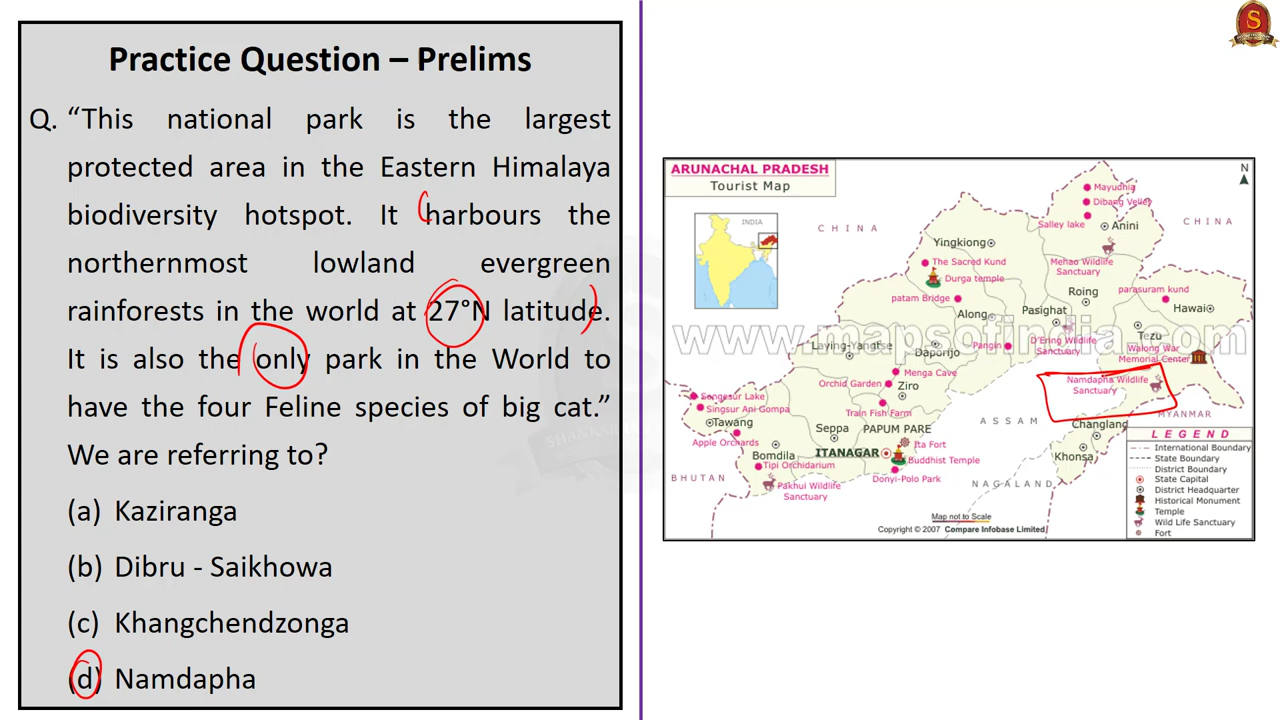 Practice Question – Prelims
Q. “This national park is the largest
protected area in the Eastern Himalaya
biodiversity hotspot. It harbours the
northernmost lowland evergreen
rainforests in the world at 27°N latitude.
It is also the only park in the World to
have the four Feline species of big cat.”
We are referring to?
(a) Kaziranga
(b) Dibru - Saikhowa
(c) Khangchendzonga
(d) Namdapha
S
ARUNACHAL PRADESH
Tourist Map
INDIA
N
CHINA
CHINA
Mayudhia
Dibang Velley
Salley lake
Anini
Yingkiong
The Sacred Kund
Durga temple
Mehao Wildlife
Sanctuary
patam Bridge
Roing
parasuram kund
Along
Pasighat
Hawai
www.mapsofindia.com
Laying-Yangtse
Daporijo
Pangin
D'Ering Wildlife
Sanctuary
Tezu
Walong War
Memorial Center
Menga Cave
Orchid Garden
Ziro
Namdapha Wildlife
Sanctuary
Songesur Lake
Singsur Ani Gompa
Train Fish Farm
Tawang
Seppa
PAPUM PARE
ASSAM
Changland
MYANMAR
Apple Orchards
Ita Fort
Bomdila
ITANAGAR
Buddhist Temple
Khonsa
Tipi Orchidarium
BHUTAN
Pakhui Wildlife
Sanctuary
Donyi-Polo Park
NAGALAND
LEGEND
International Boundary
State Boundary
District Boundary
State Capital
District Headquarter
Historical Monument
Temple
Wild Life Sanctuary
Fort
Map not to Scale
Copyright © 2007 Compare Infobase Limited